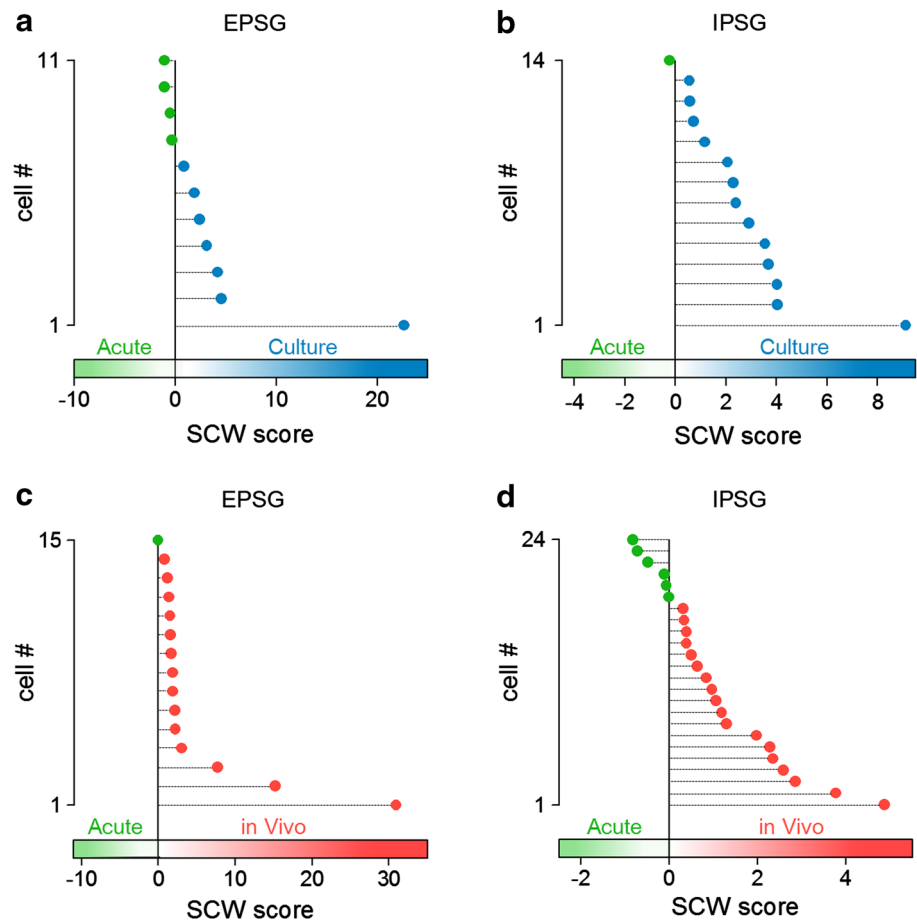 a
EPSG
11
cell #
1
Acute
Culture
-10 0 10 20
SCW score
b
IPSG
14
cell #
1
Acute
Culture
-4 -2 0 2 4 6 8
SCW score
c
EPSG
15
cell #
1
Acute
in Vivo
-10 0 10 20 30
SCW score
d
IPSG
24
cell #
1
Acute
in Vivo
-2 0 2 4
SCW score